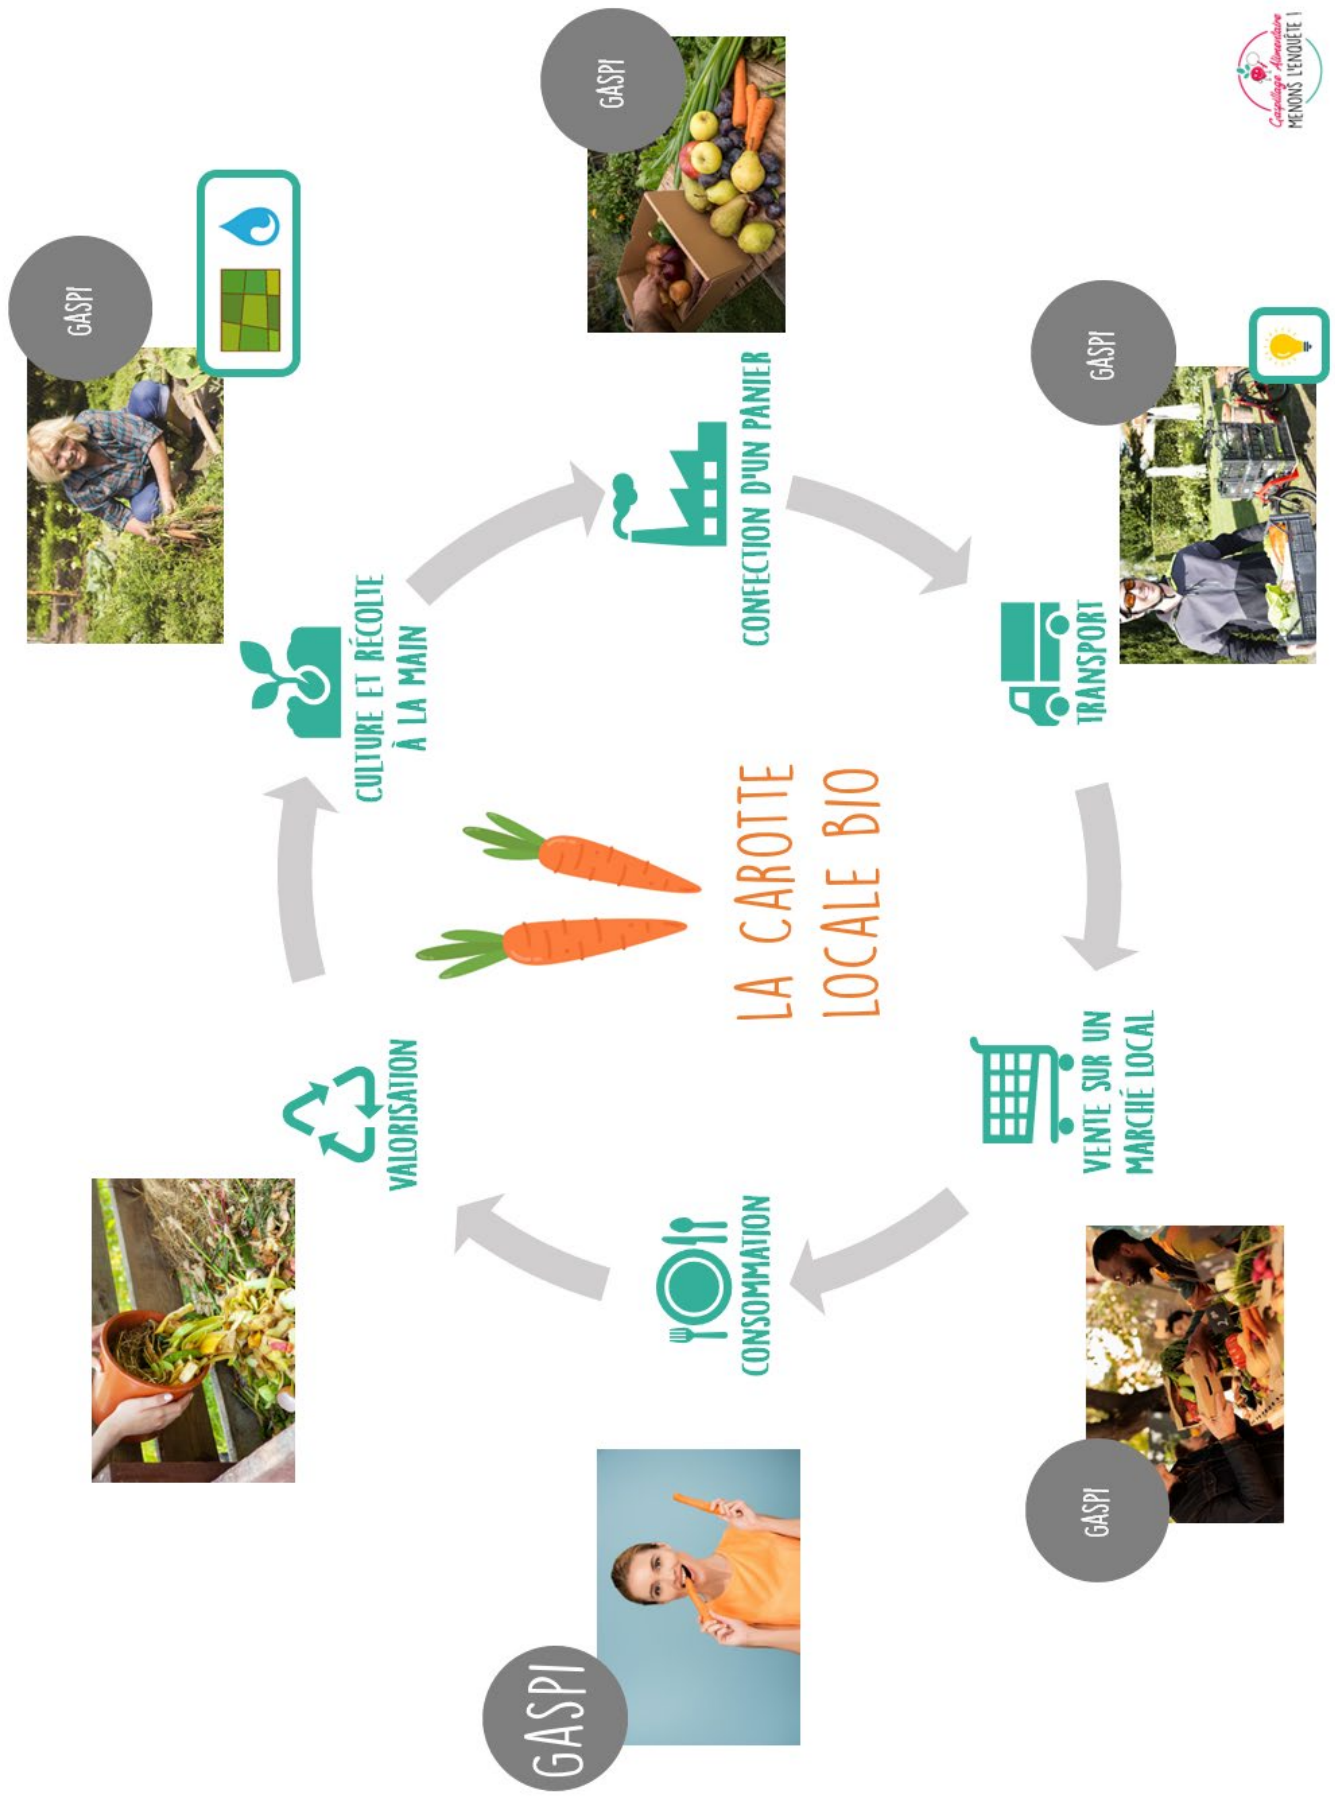 LA CAROTTE
LOCALE BIO
CULTURE ET RÉCOLTE
À LA MAIN
GASPI
CONFECTION D'UN PANIER
GASPI
TRANSPORT
GASPI
VENTE SUR UN
MARCHÉ LOCAL
GASPI
CONSOMMATION
GASPI
VALORISATION
Gaspillage Alimentaire
MENONS L'ENQUÊTE !